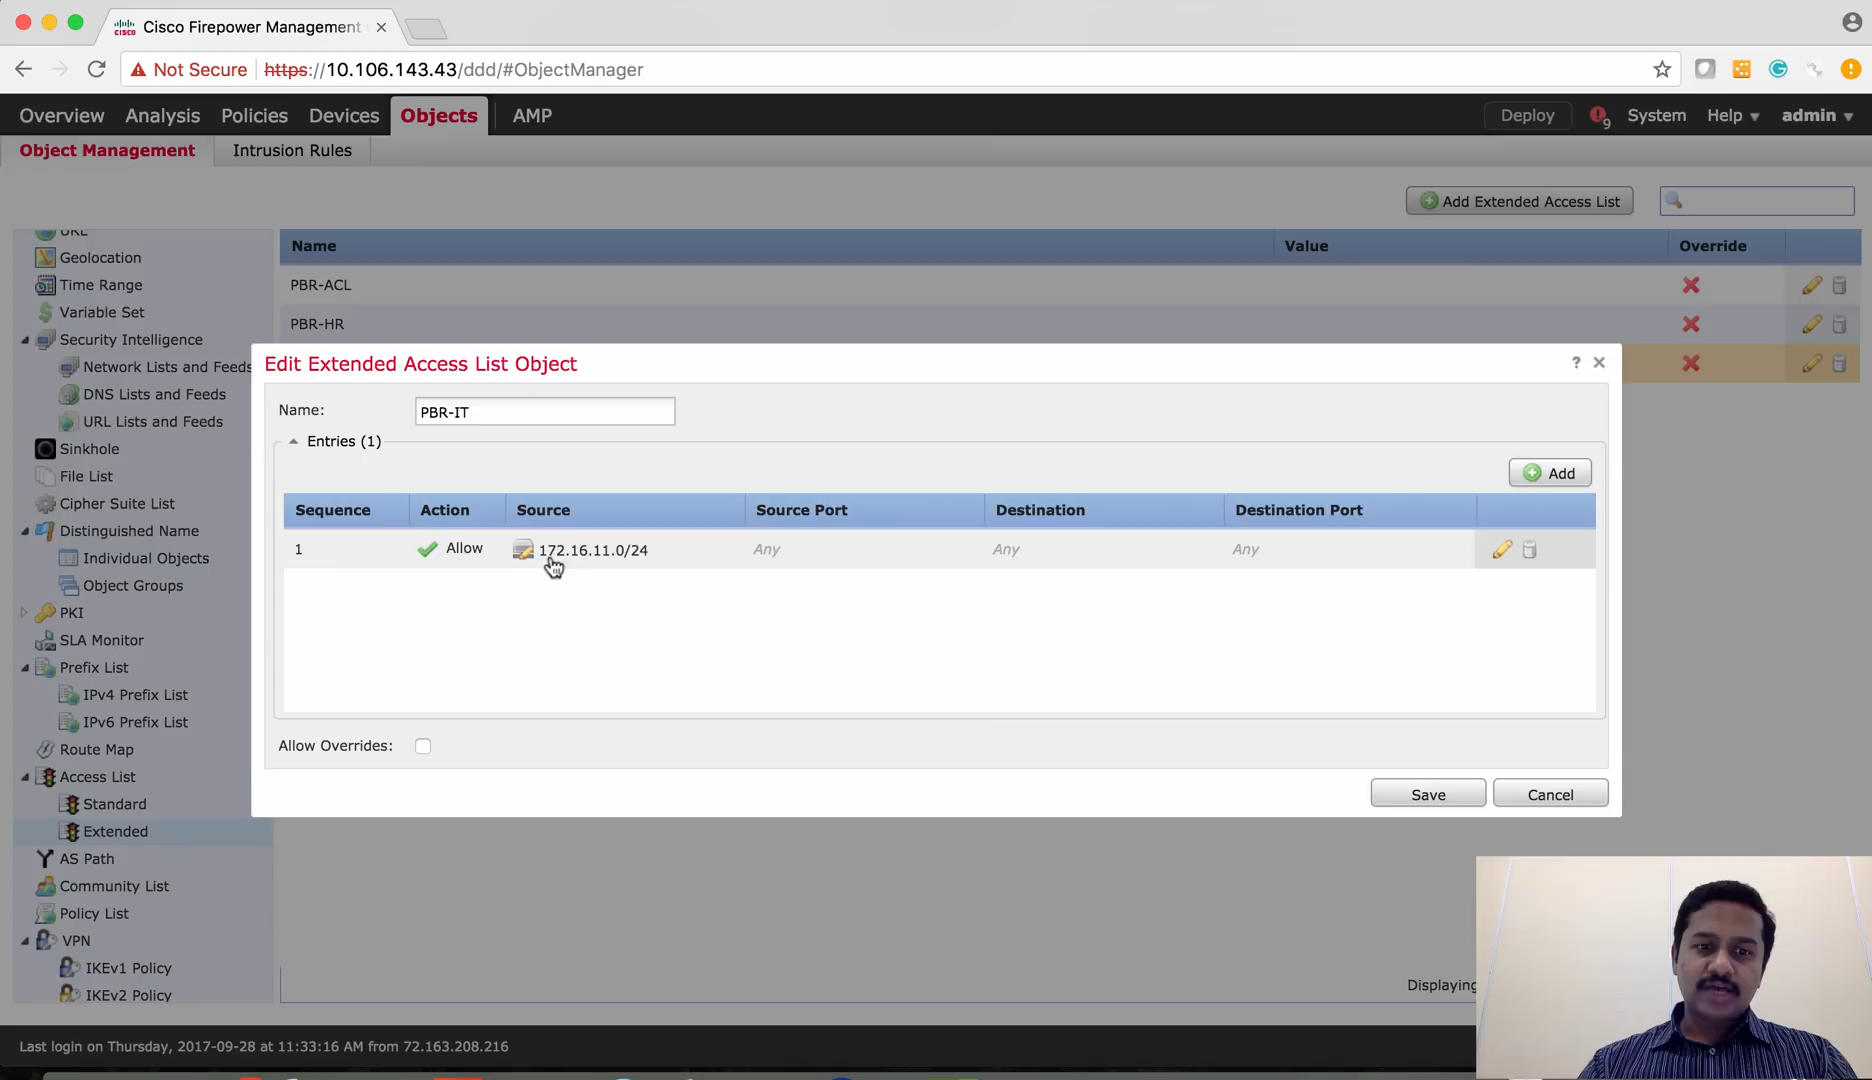 Cisco Firepower Management
Not Secure https://10.106.143.43/ddd/#ObjectManager
Overview Analysis Policies Devices Objects AMP Deploy 9 System Help admin
Object Management Intrusion Rules
Add Extended Access List
URL
Geolocation
Time Range
Variable Set
Security Intelligence
Network Lists and Feeds
DNS Lists and Feeds
URL Lists and Feeds
Sinkhole
File List
Cipher Suite List
Distinguished Name
Individual Objects
Object Groups
PKI
SLA Monitor
Prefix List
IPv4 Prefix List
IPv6 Prefix List
Route Map
Access List
Standard
Extended
AS Path
Community List
Policy List
VPN
IKEv1 Policy
IKEv2 Policy
Name Value Override
PBR-ACL
PBR-HR
Edit Extended Access List Object ?
Name: PBR-IT
Entries (1)
Add
Sequence Action Source Source Port Destination Destination Port
1 Allow 172.16.11.0/24 Any Any Any
Allow Overrides:
Save Cancel
Displaying
Last login on Thursday, 2017-09-28 at 11:33:16 AM from 72.163.208.216
cisco